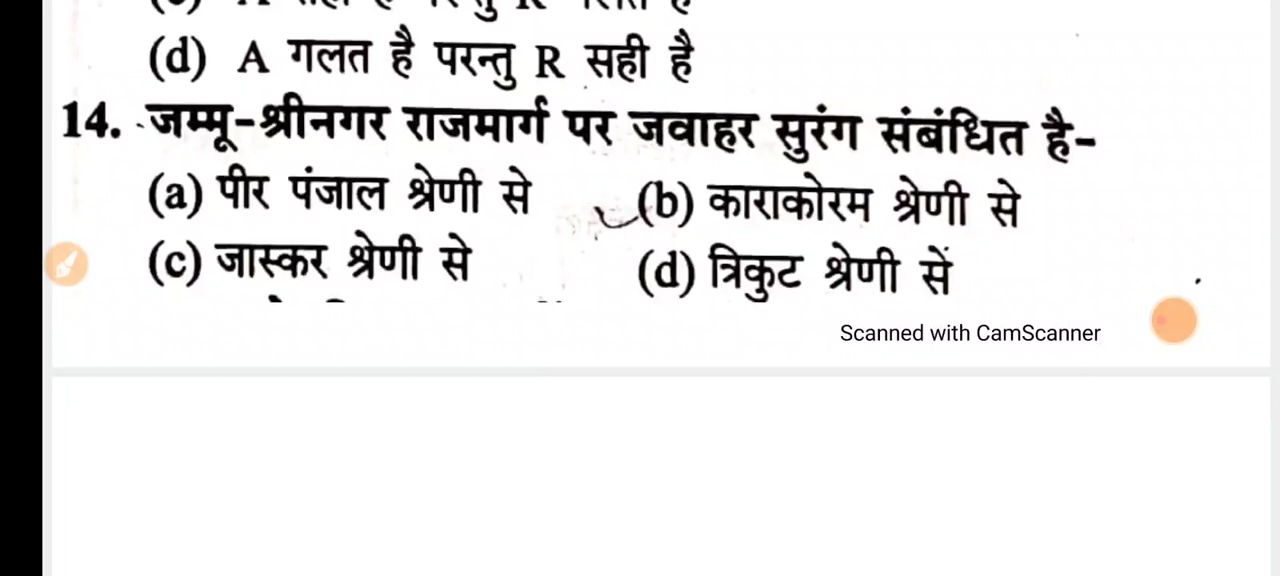 (d) A गलत है परन्तु R सही है
14. जम्मू-श्रीनगर राजमार्ग पर जवाहर सुरंग संबंधित है-
(a) पीर पंजाल श्रेणी से (b) काराकोरम श्रेणी से
(c) जास्कर श्रेणी से (d) त्रिकुट श्रेणी सें
Scanned with CamScanner